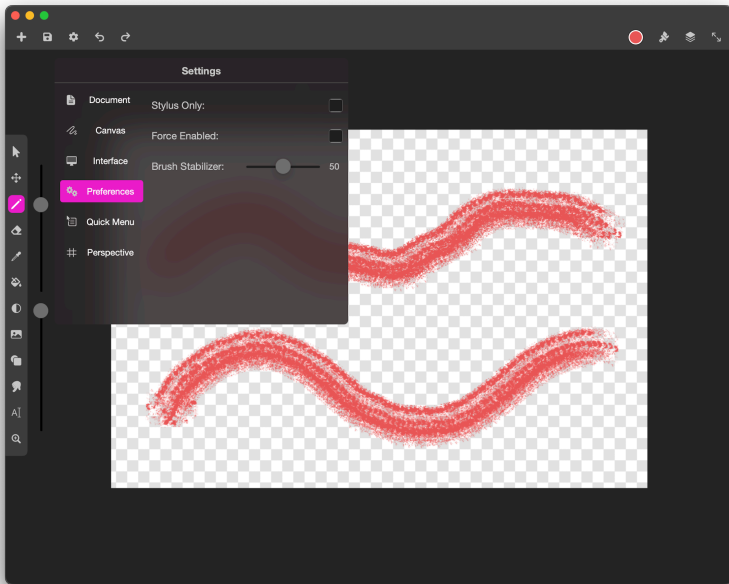 Settings
Document
Canvas
Interface
Preferences
Quick Menu
Perspective
Stylus Only:
Force Enabled:
Brush Stabilizer:
50
A